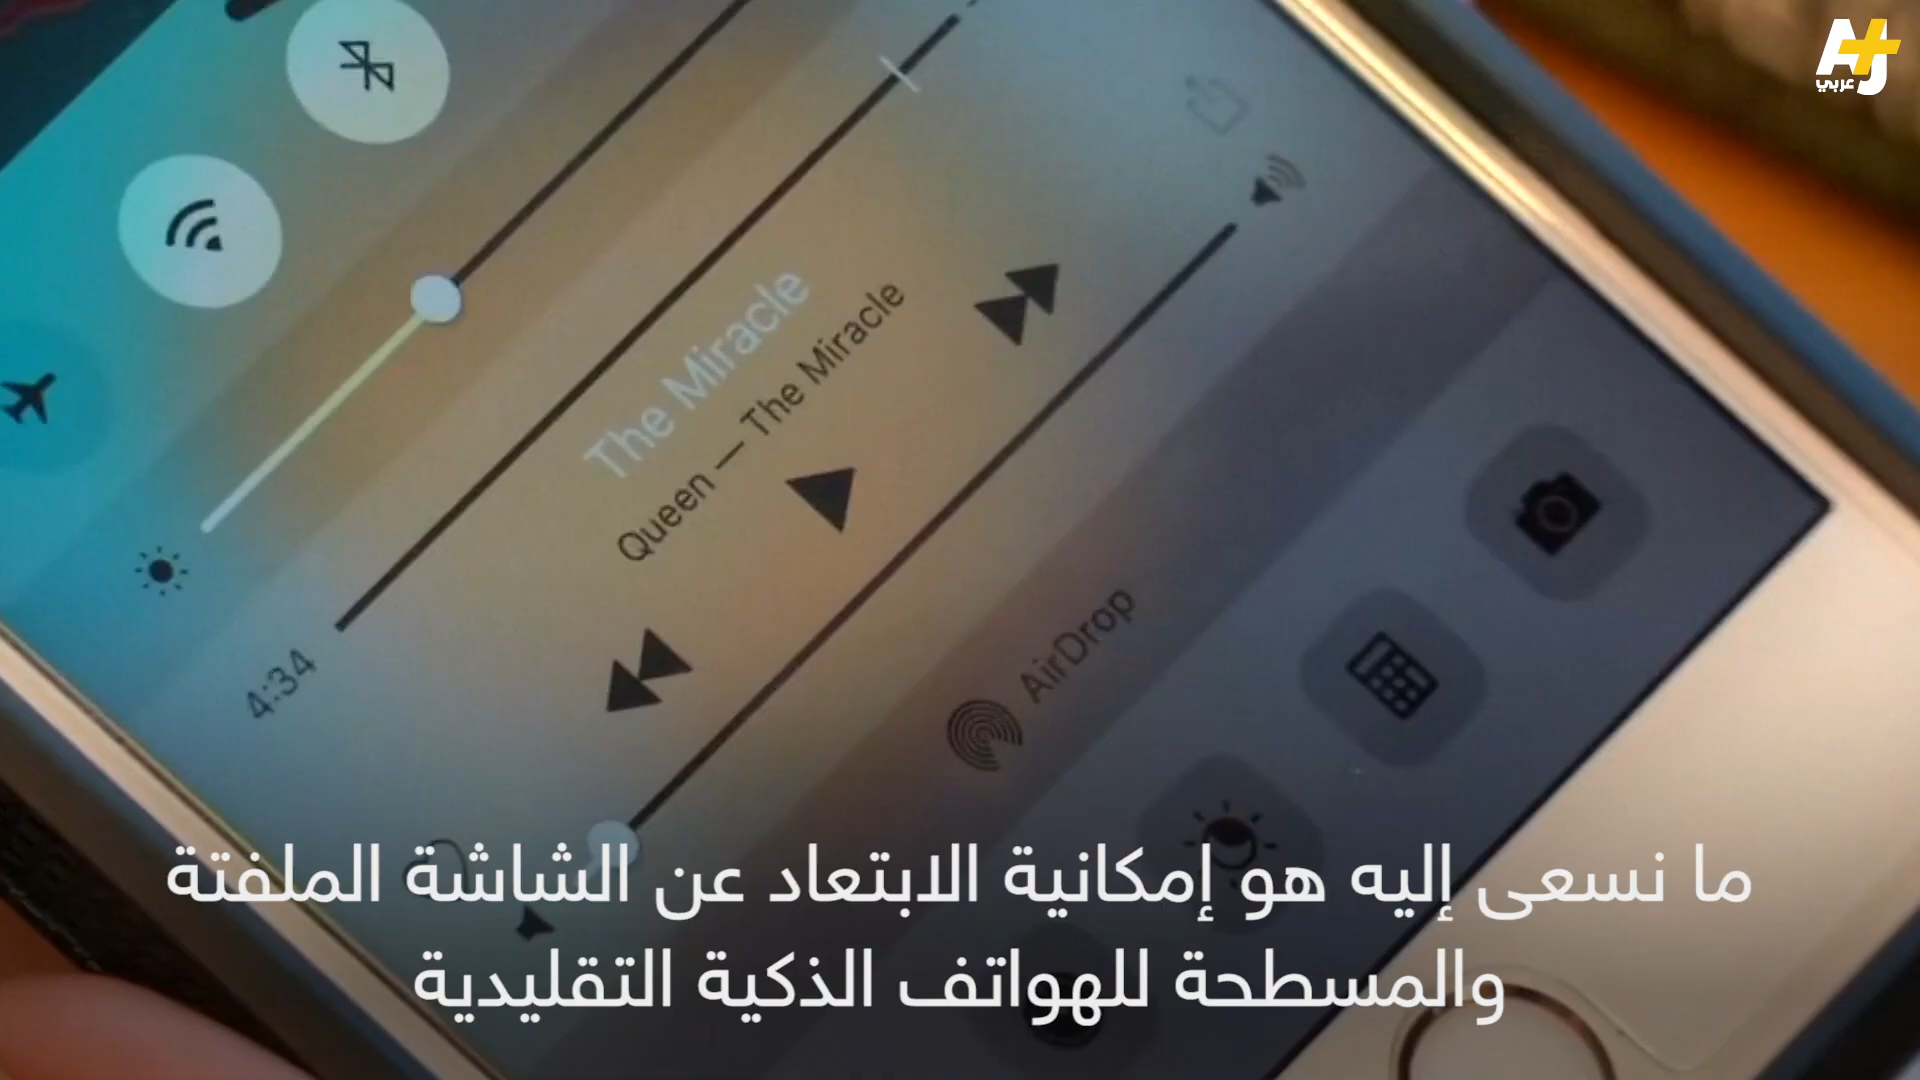 AJ+
عربي
The Miracle
Queen — The Miracle
4:34
AirDrop
ما نسعى إليه هو إمكانية الابتعاد عن الشاشة الملفتة
والمسطحة للهواتف الذكية التقليدية